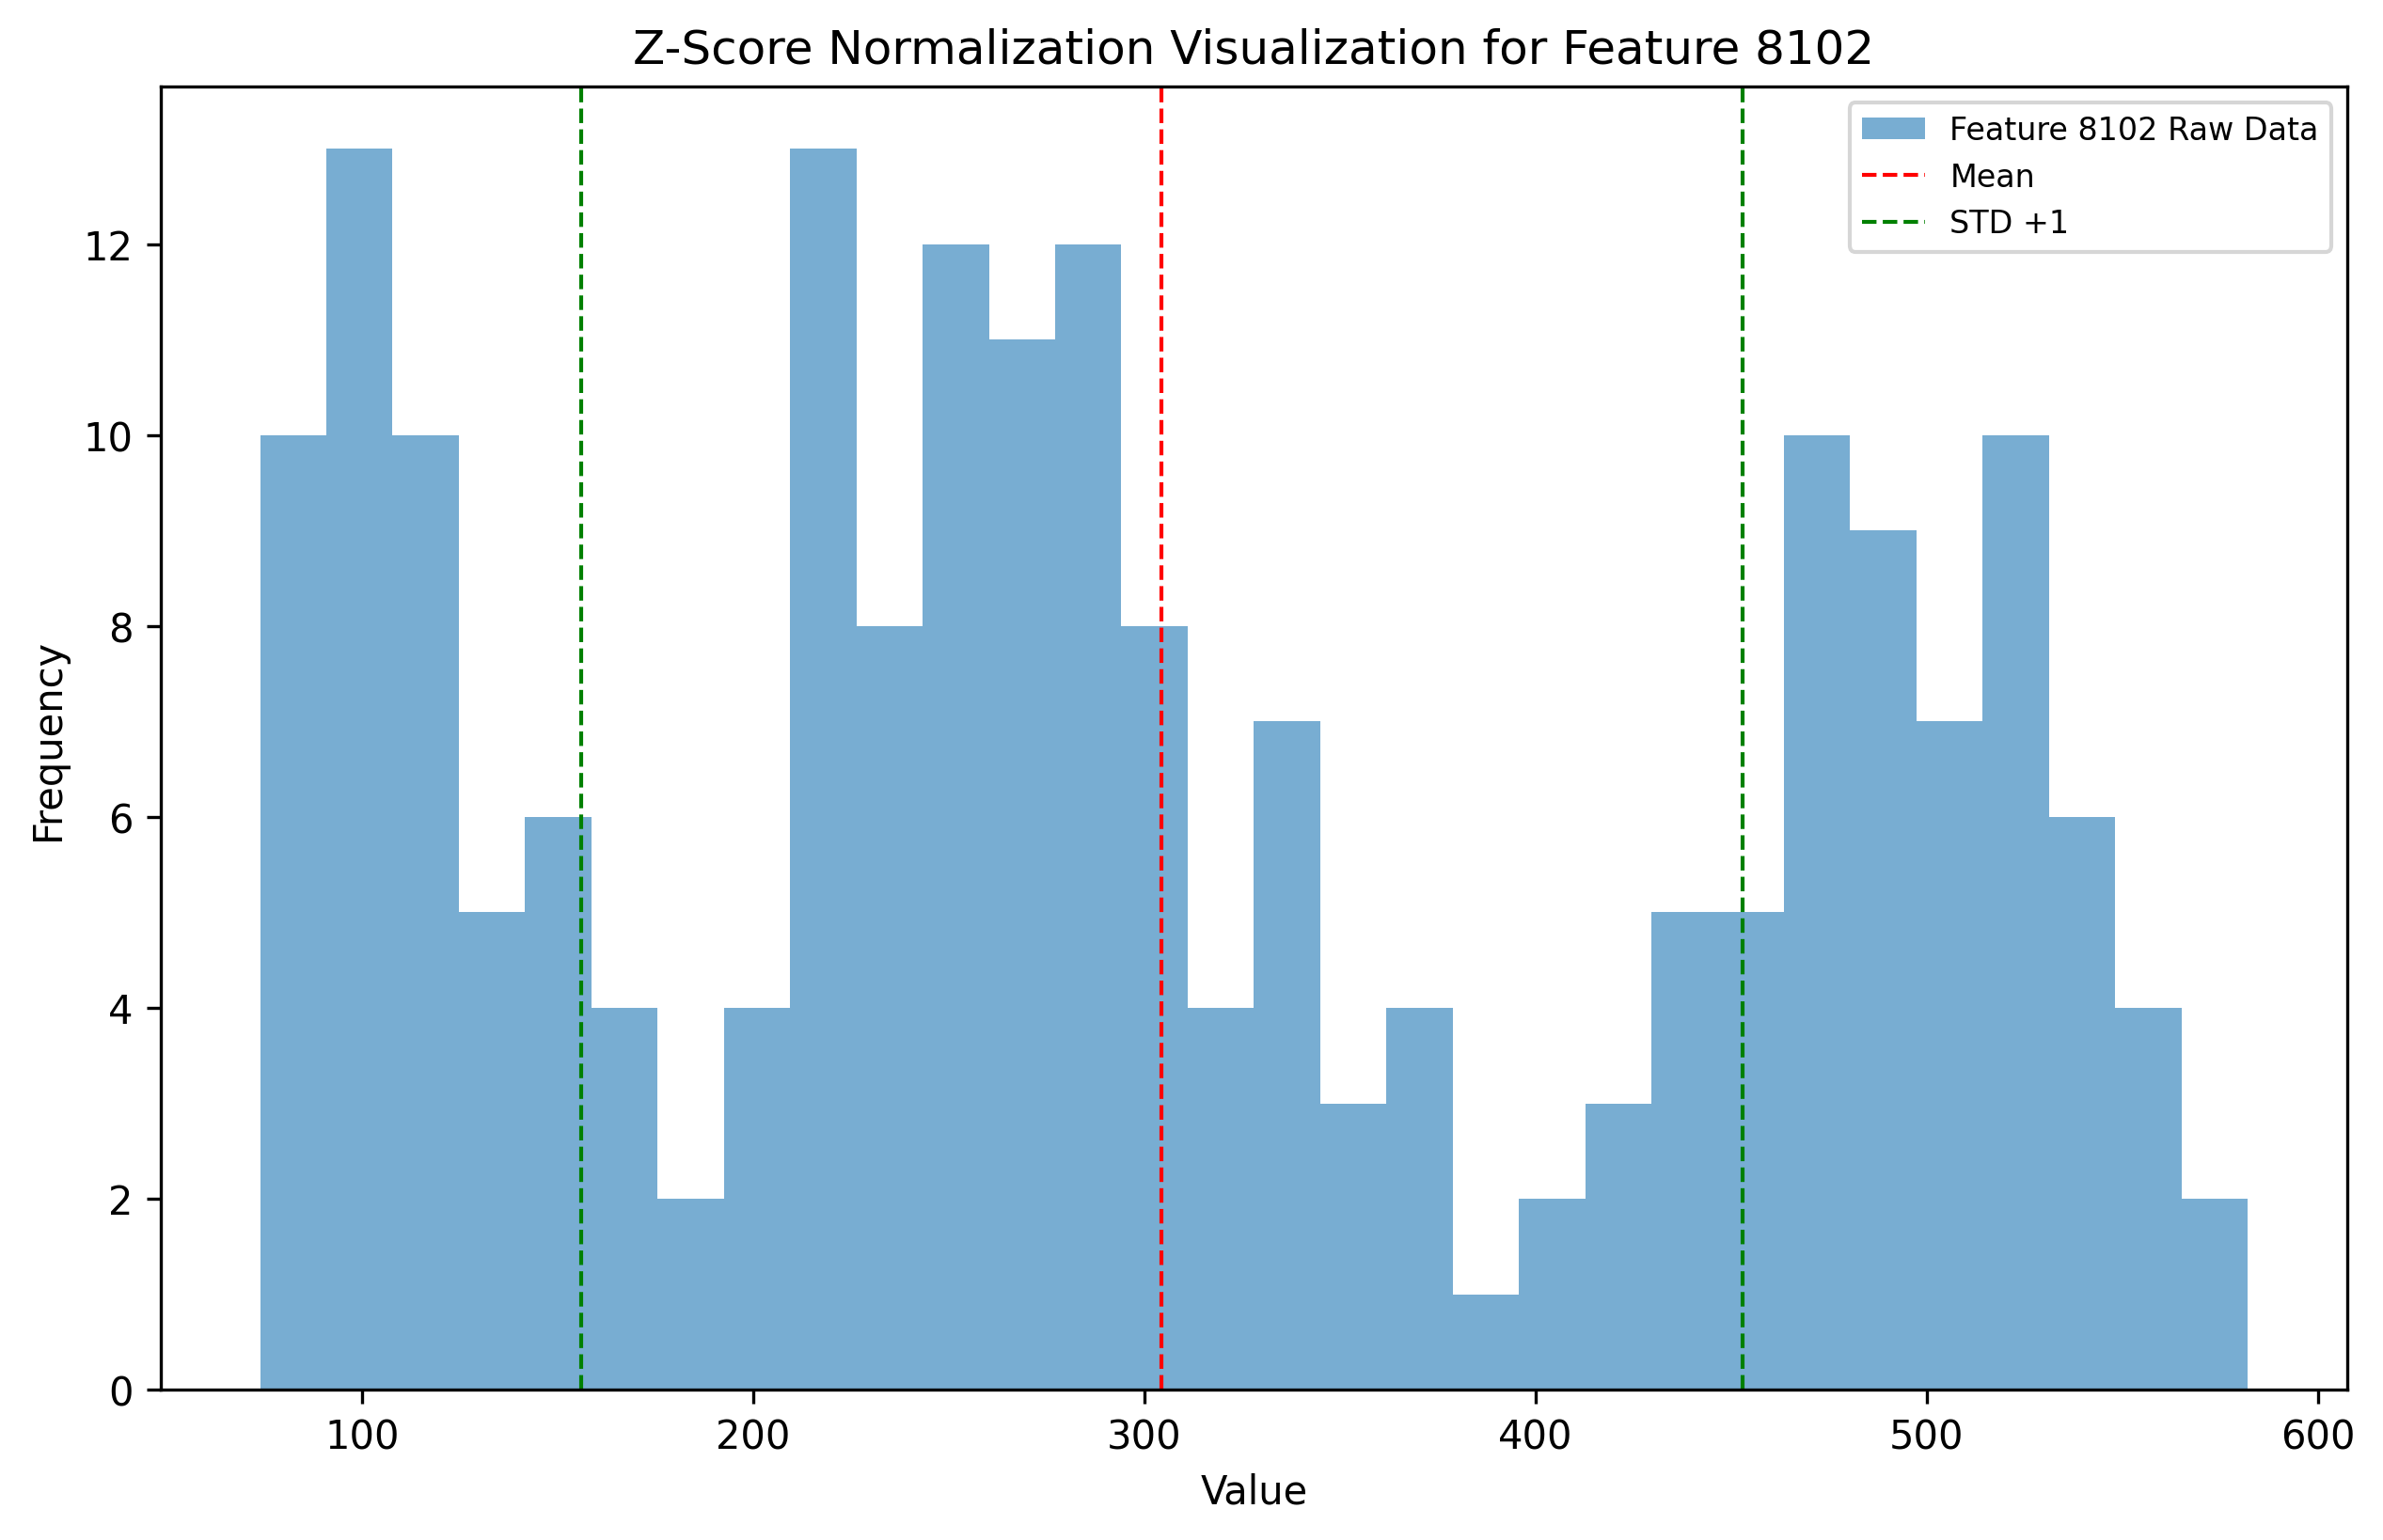 Z-Score Normalization Visualization for Feature 8102
Feature 8102 Raw Data
Mean
STD +1
Frequency
12
10
8
6
4
2
0
100 200 300 400 500 600
Value